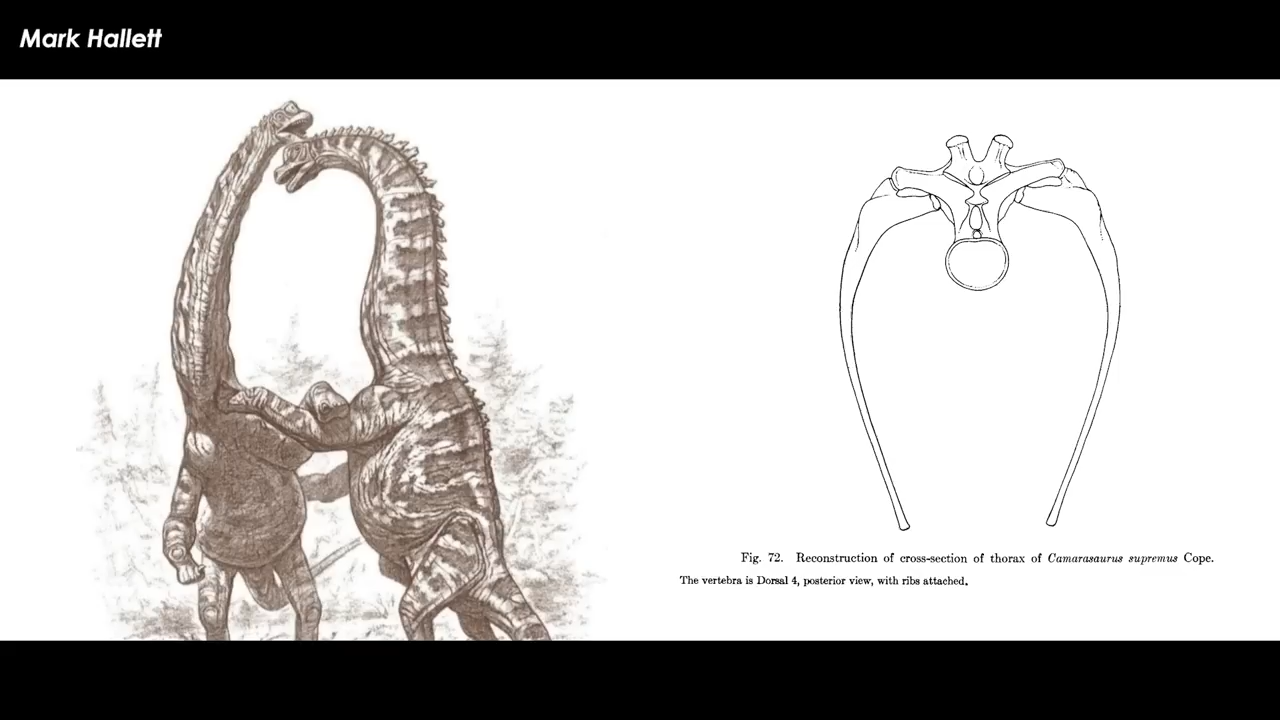 Mark Hallett
Fig. 72. Reconstruction of cross-section of thorax of Camarasaurus supremus Cope.
The vertebra is Dorsal 4, posterior view, with ribs attached.